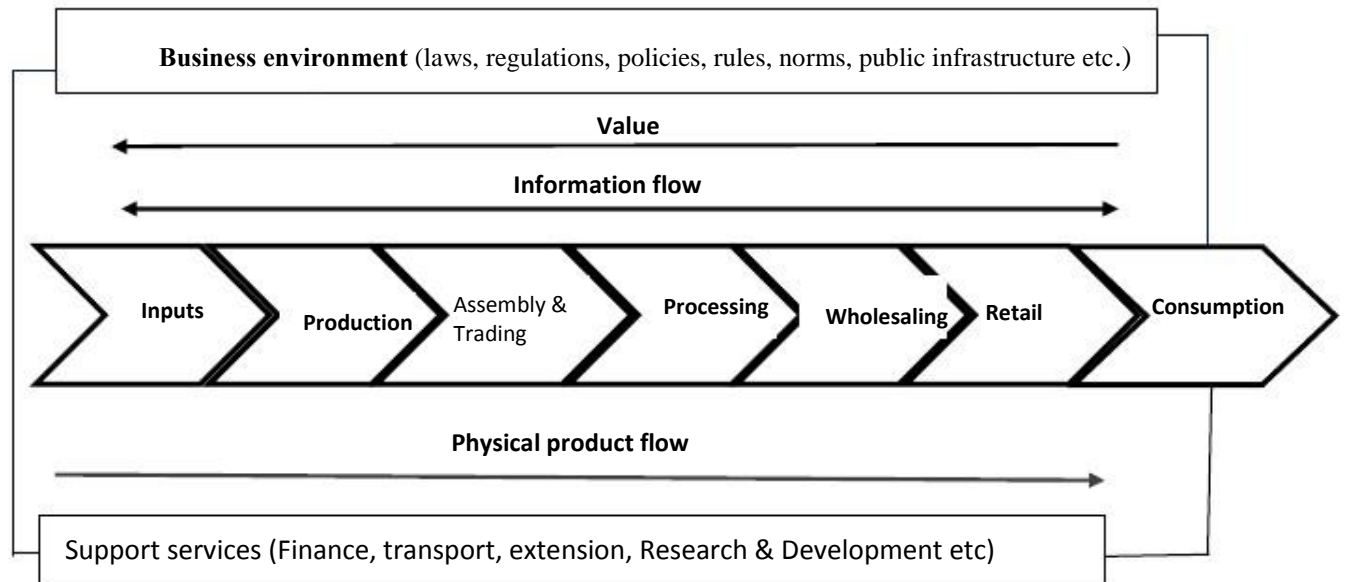 Business environment (laws, regulations, policies, rules, norms, public infrastructure etc.)
Value
Information flow
Inputs
Production
Assembly &
Trading
Processing
Wholesaling
Retail
Consumption
Physical product flow
Support services (Finance, transport, extension, Research & Development etc)